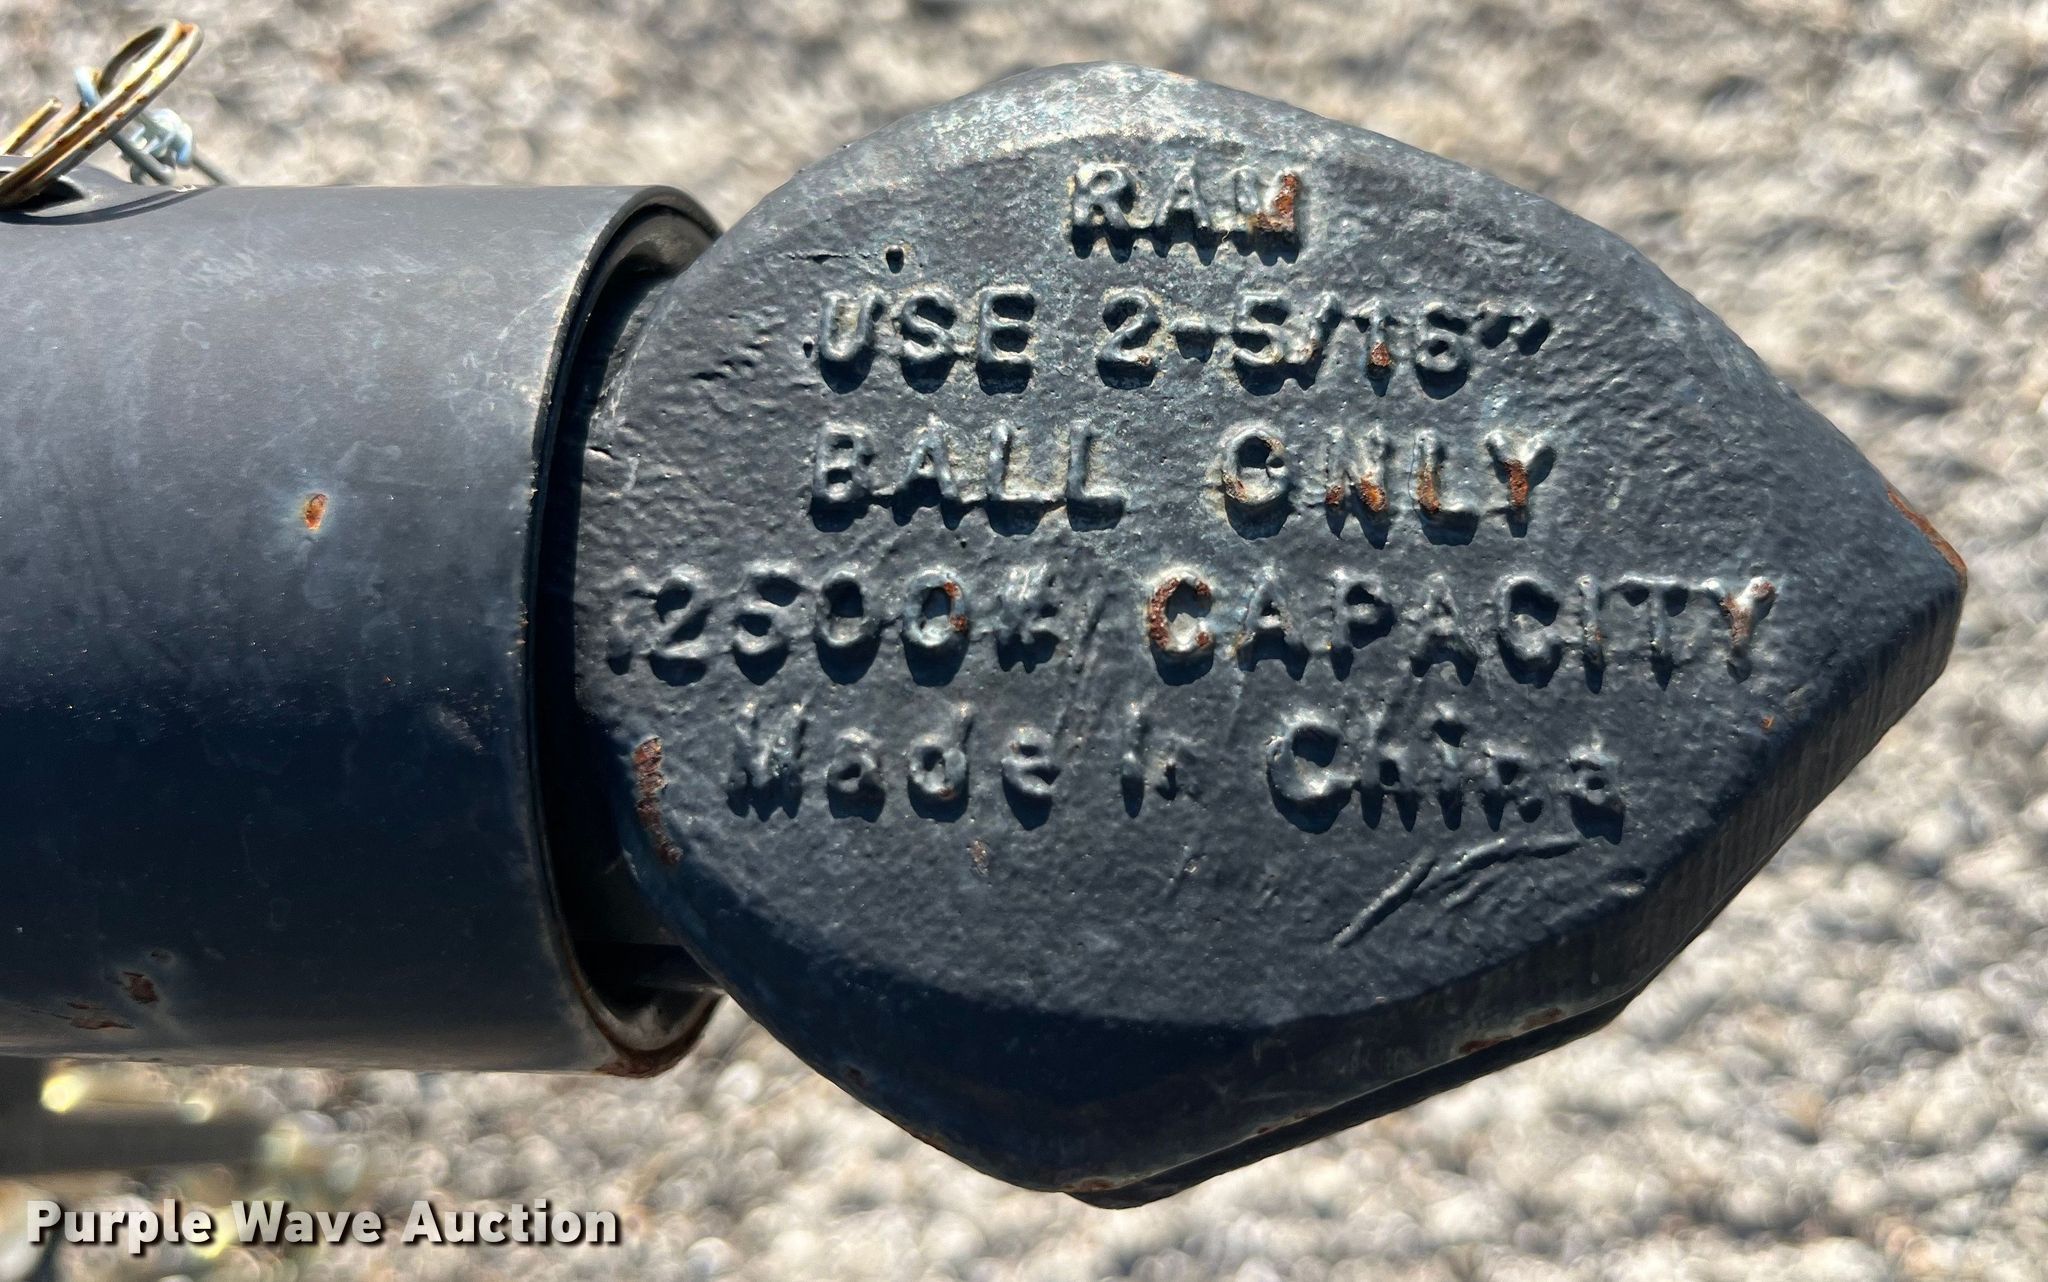 RAM
USE 2-5/16"
BALL ONLY
12500# CAPACITY
Made In China
Purple Wave Auction